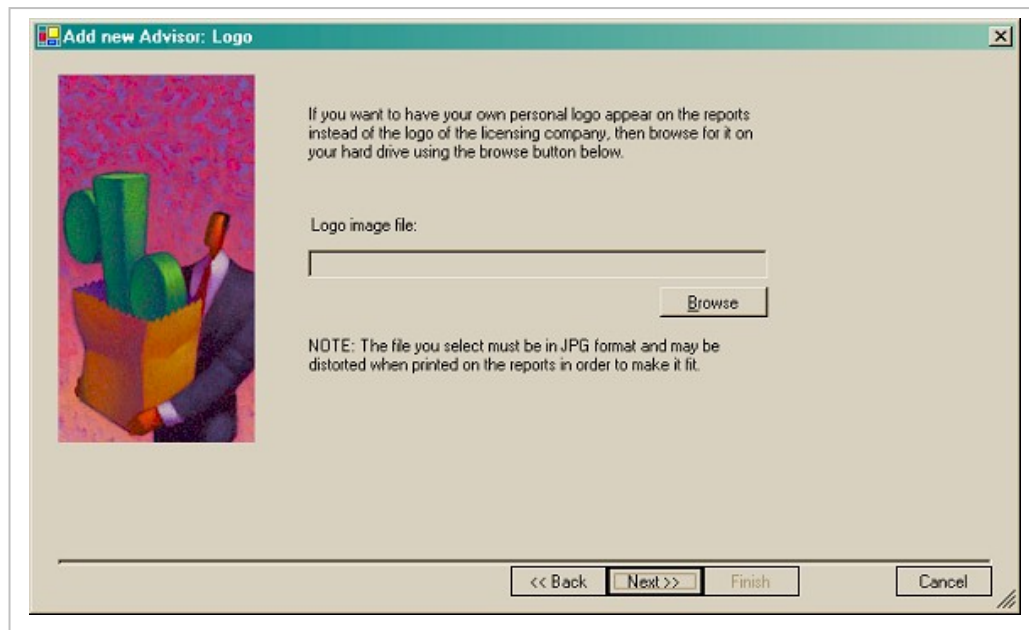 Add new Advisor: Logo
If you want to have your own personal logo appear on the reports
instead of the logo of the licensing company, then browse for it on
your hard drive using the browse button below.
Logo image file:
Browse
NOTE: The file you select must be in JPG format and may be
distorted when printed on the reports in order to make it fit.
<< Back Next >> Finish Cancel